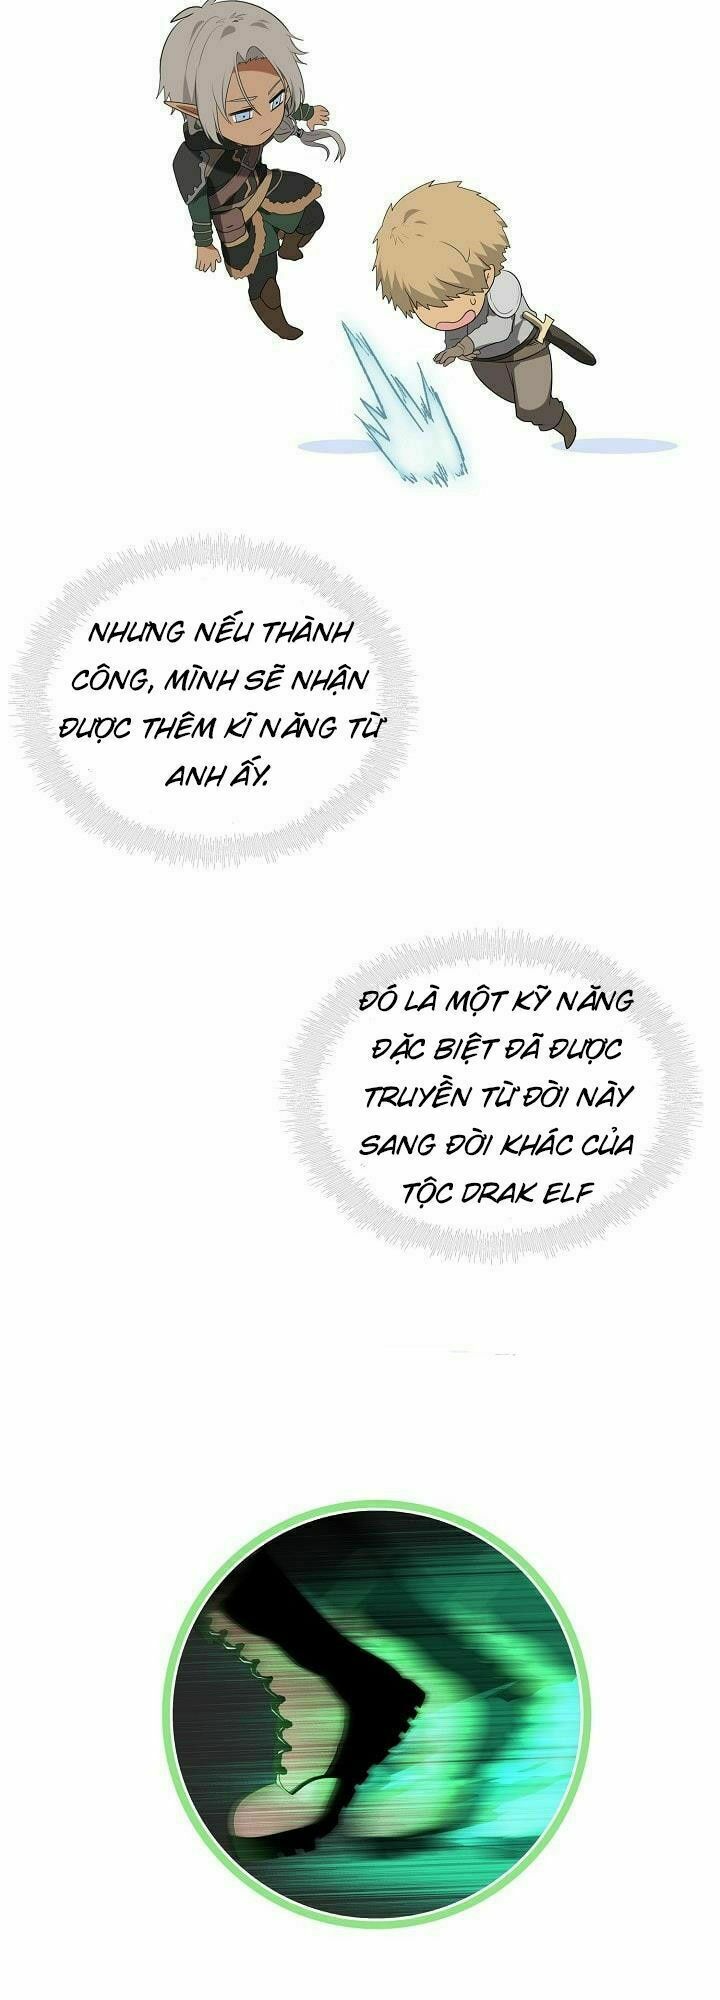 NHƯNG NẾU THÀNH
CÔNG, MÌNH SẼ NHẬN
ĐƯỢC THÊM KĨ NĂNG TỪ
ANH ẤY.
ĐÓ LÀ MỘT KỸ NĂNG
ĐẶC BIỆT ĐÃ ĐƯỢC
TRUYỀN TỪ ĐỜI NÀY
SANG ĐỜI KHÁC CỦA
TỘC DRAK ELF